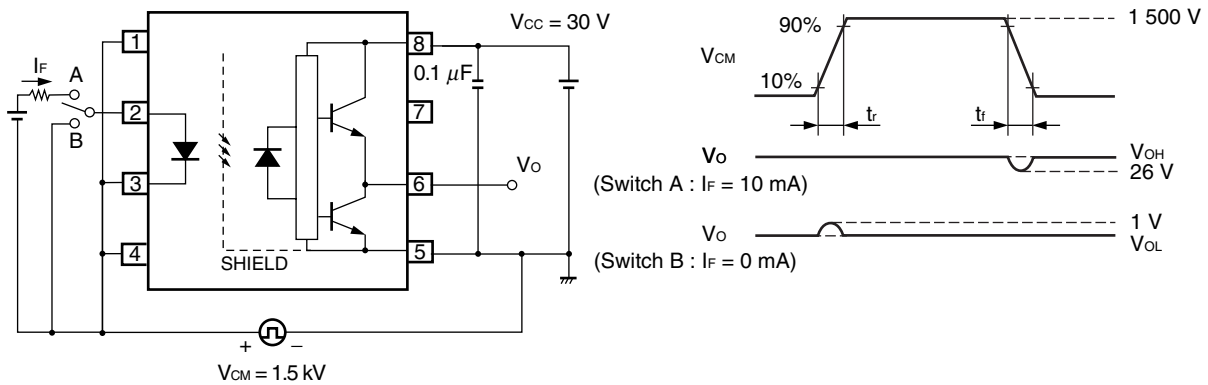 1
2
3
4
8
7
6
5
IF
A
B
SHIELD
VCC = 30 V
0.1 μF
VO
+
−
VCM = 1.5 kV
VCM
90%
10%
1 500 V
tr
tf
VO
(Switch A : IF = 10 mA)
VOH
26 V
VO
(Switch B : IF = 0 mA)
1 V
VOL